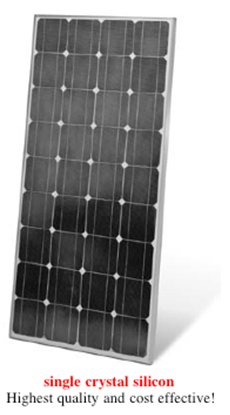 single crystal silicon
Highest quality and cost effective!